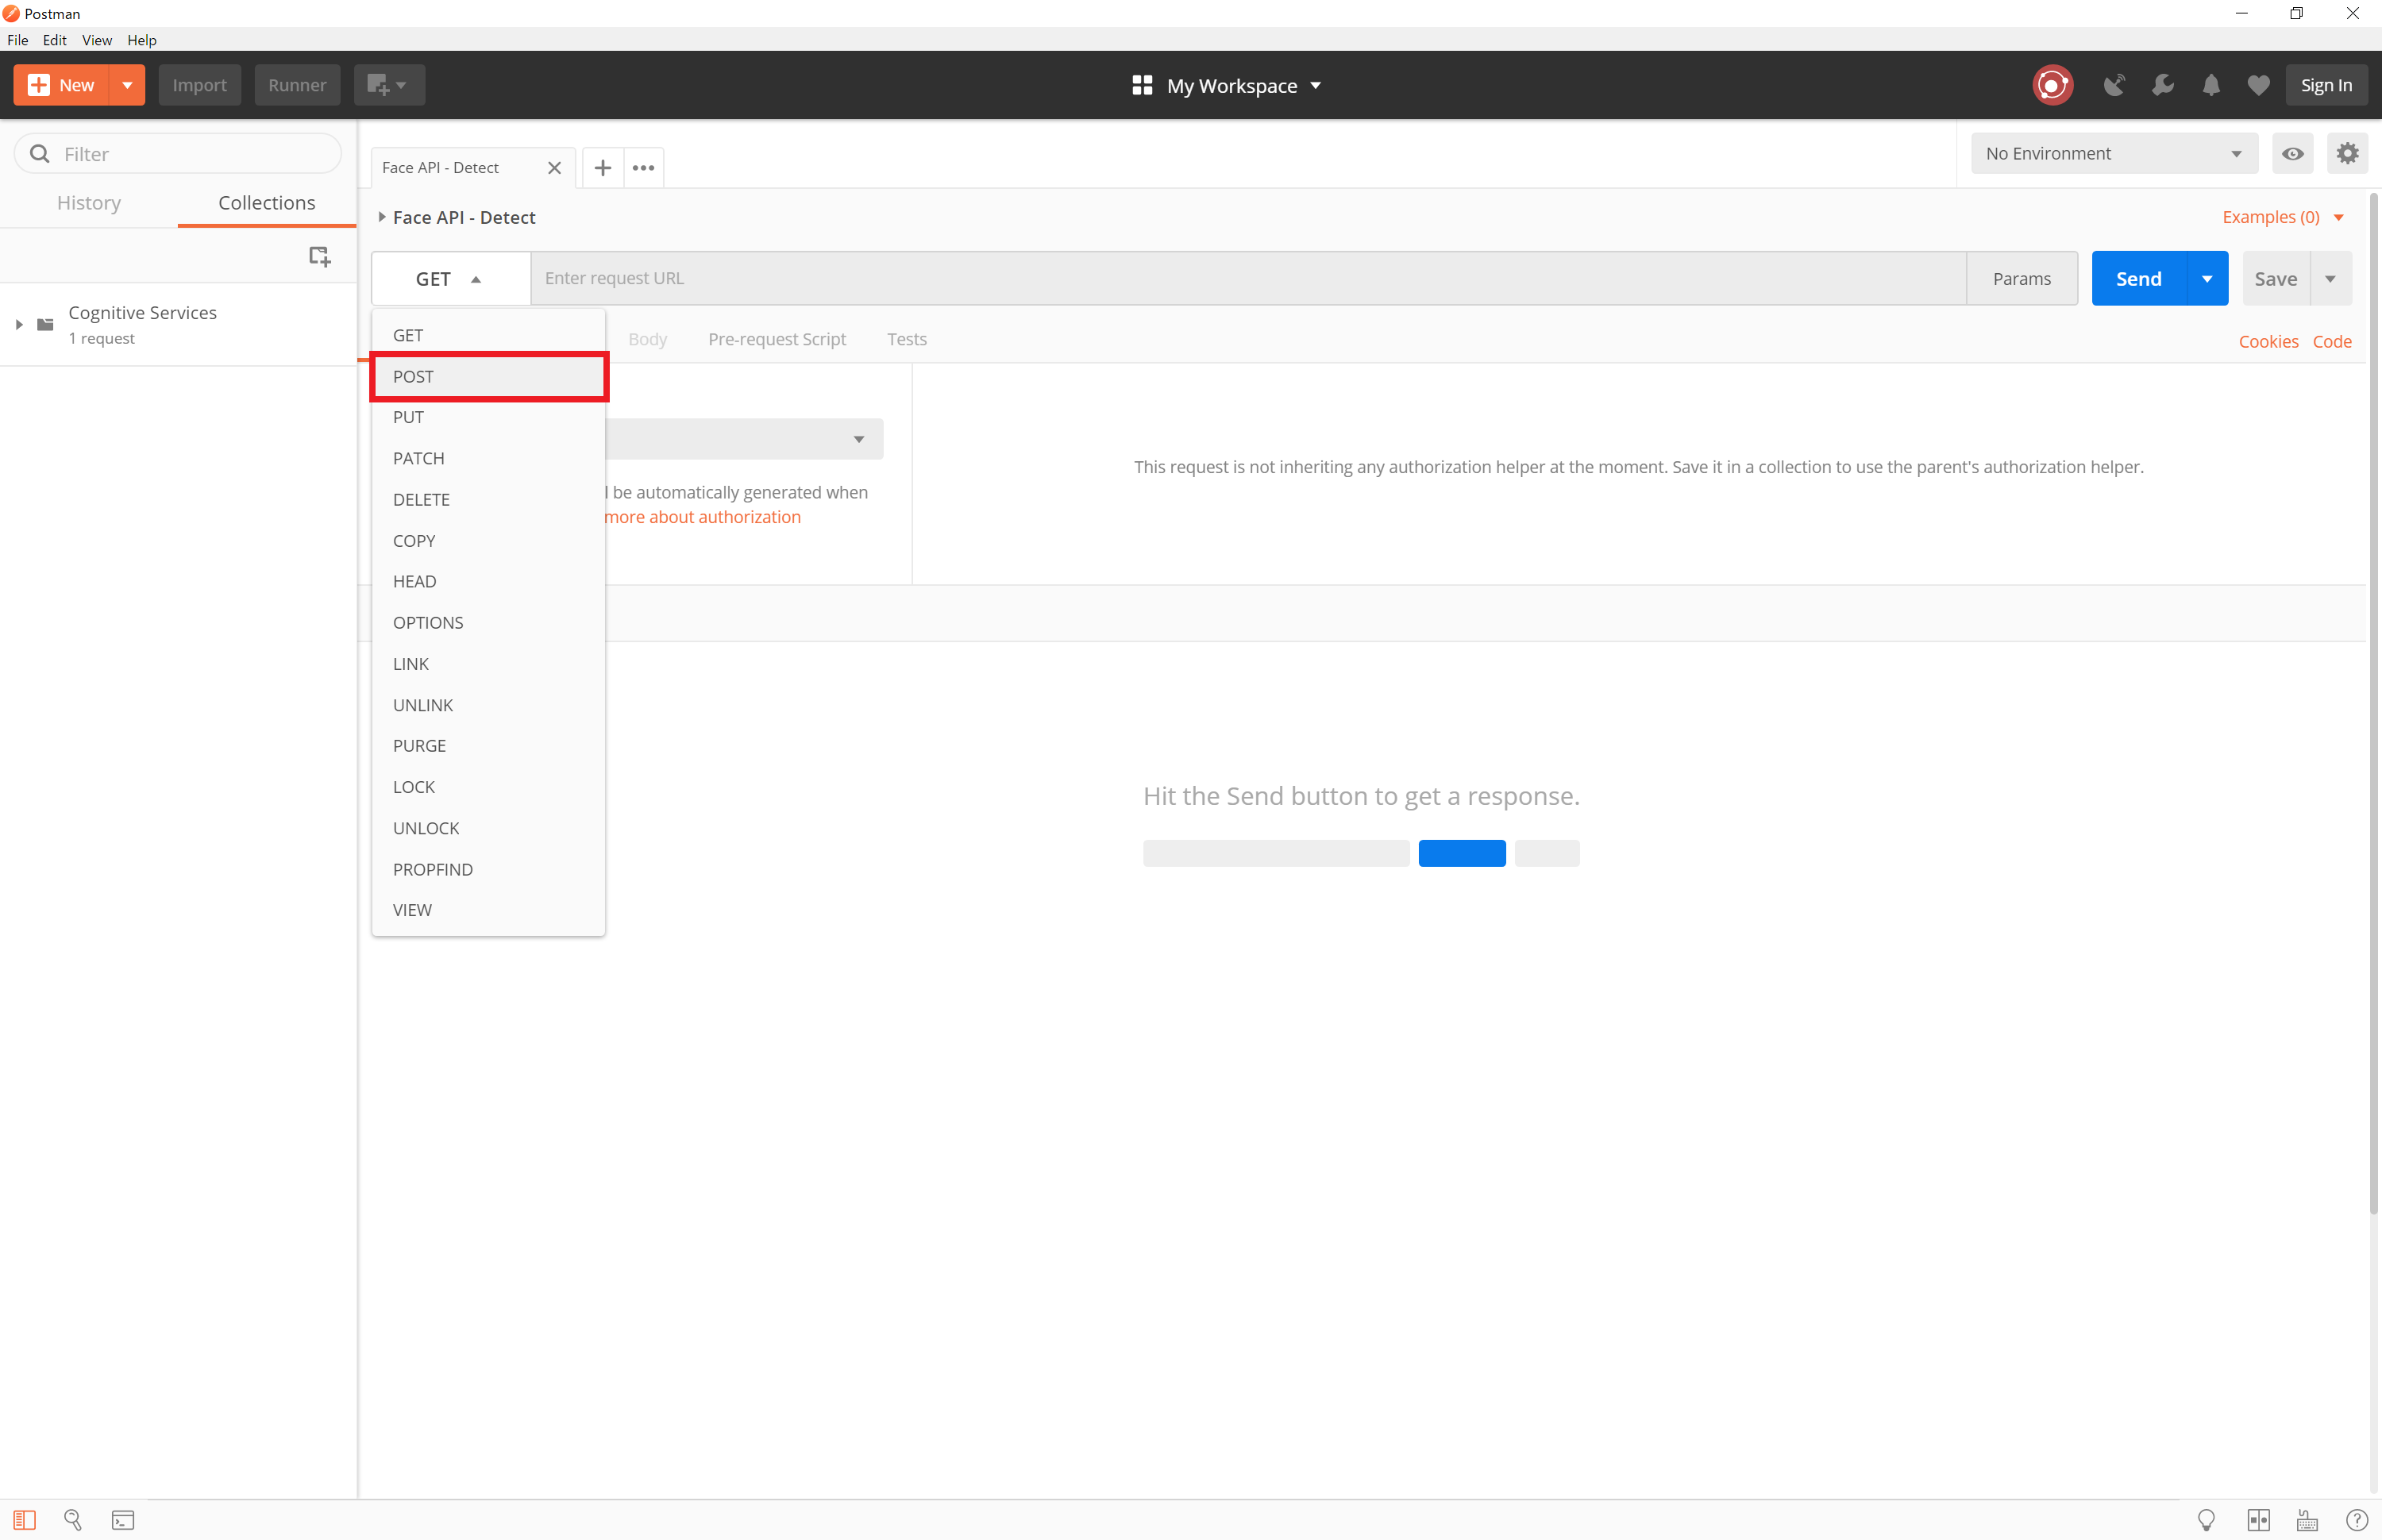 Postman
File Edit View Help
New Import Runner My Workspace Sign In
Filter
History Collections
Cognitive Services
1 request
Face API - Detect
No Environment
Face API - Detect
Examples (0)
GET Enter request URL Params Send Save
Body Pre-request Script Tests Cookies Code
GET
POST
PUT
PATCH
DELETE
COPY
HEAD
OPTIONS
LINK
UNLINK
PURGE
LOCK
UNLOCK
PROPFIND
VIEW
be automatically generated when
more about authorization
This request is not inheriting any authorization helper at the moment. Save it in a collection to use the parent's authorization helper.
Hit the Send button to get a response.